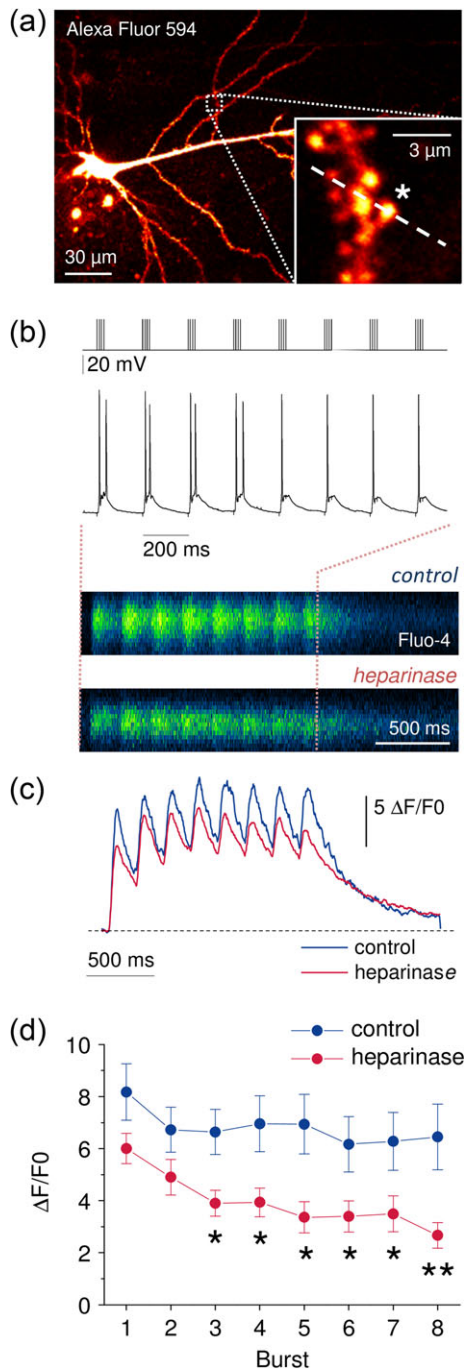 (a)
Alexa Fluor 594
3 μm
*
30 μm
(b)
20 mV
200 ms
control
Fluo-4
heparinase
500 ms
(c)
5 ΔF/F0
500 ms
control
heparinase
(d)
control
heparinase
10
8
6
4
2
0
ΔF/F0
* * * * * **
1 2 3 4 5 6 7 8
Burst